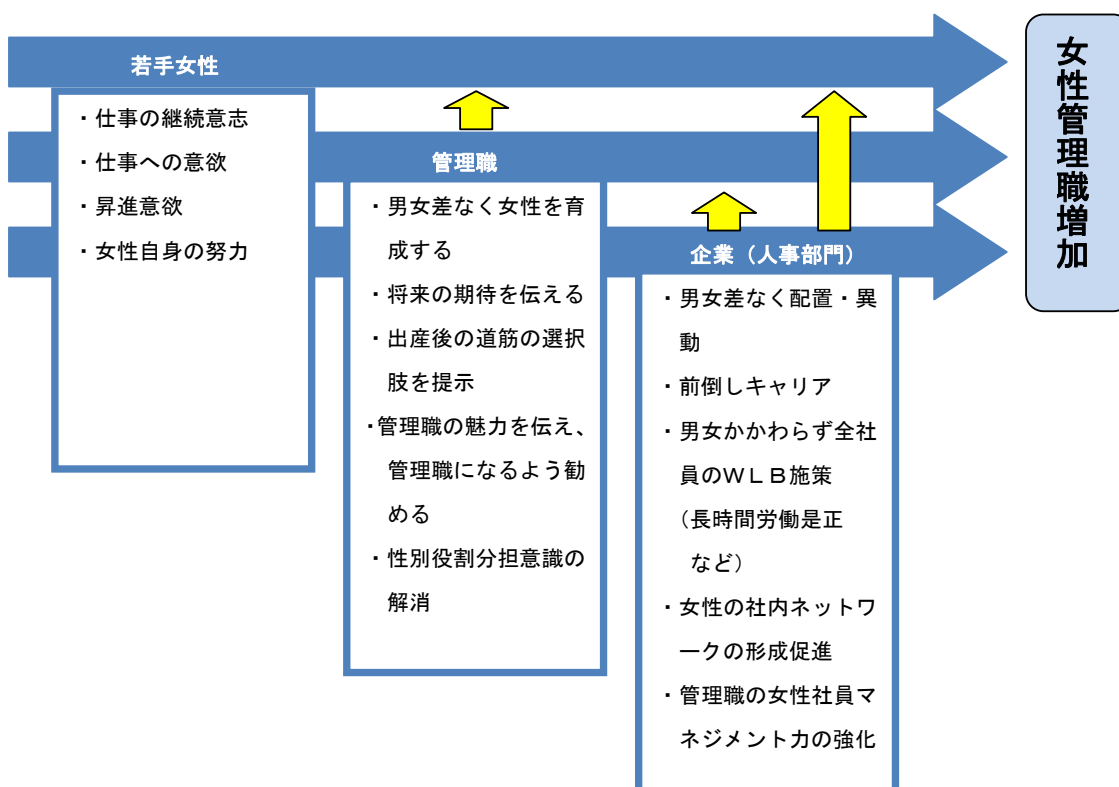 若手女性
・仕事の継続意志
・仕事への意欲
・昇進意欲
・女性自身の努力
管理職
・男女差なく女性を育
成する
・将来の期待を伝える
・出産後の道筋の選択
肢を提示
・管理職の魅力を伝え、
管理職になるよう勧
める
・性別役割分担意識の
解消
企業（人事部門）
・男女差なく配置・異
動
・前倒しキャリア
・男女かかわらず全社
員のＷＬＢ施策
（長時間労働是正
など）
・女性の社内ネットワ
ークの形成促進
・管理職の女性社員マ
ネジメント力の強化
女性管理職増加